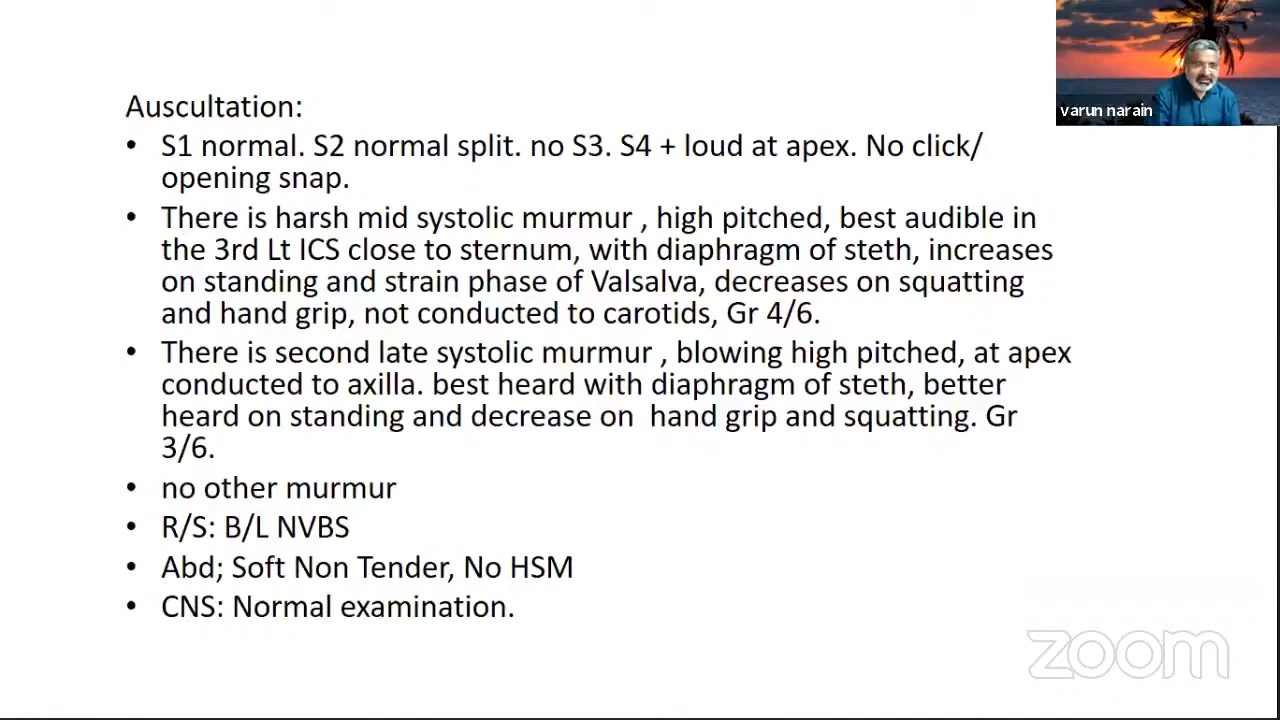 varun narain
Auscultation:
• S1 normal. S2 normal split. no S3. S4 + loud at apex. No click/
opening snap.
• There is harsh mid systolic murmur , high pitched, best audible in
the 3rd Lt ICS close to sternum, with diaphragm of steth, increases
on standing and strain phase of Valsalva, decreases on squatting
and hand grip, not conducted to carotids, Gr 4/6.
• There is second late systolic murmur , blowing high pitched, at apex
conducted to axilla. best heard with diaphragm of steth, better
heard on standing and decrease on  hand grip and squatting. Gr
3/6.
• no other murmur
• R/S: B/L NVBS
• Abd; Soft Non Tender, No HSM
• CNS: Normal examination.
zoom